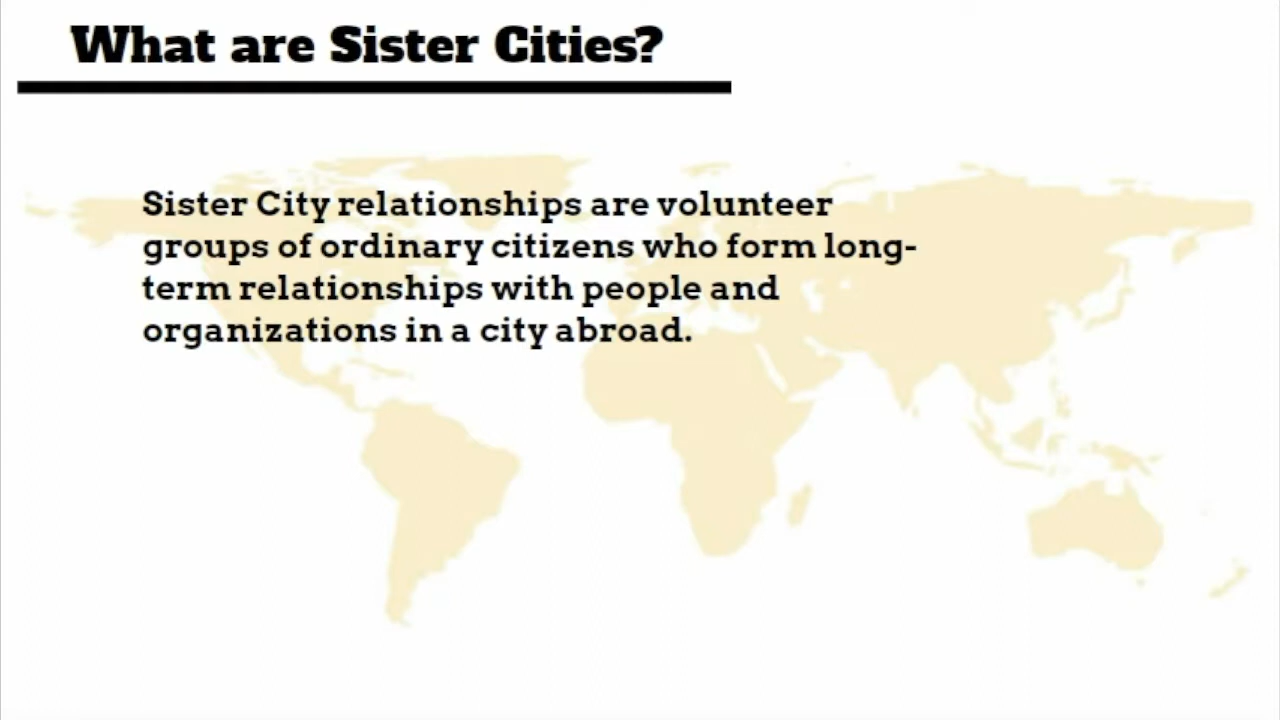 What are Sister Cities?
Sister City relationships are volunteer
groups of ordinary citizens who form long-
term relationships with people and
organizations in a city abroad.